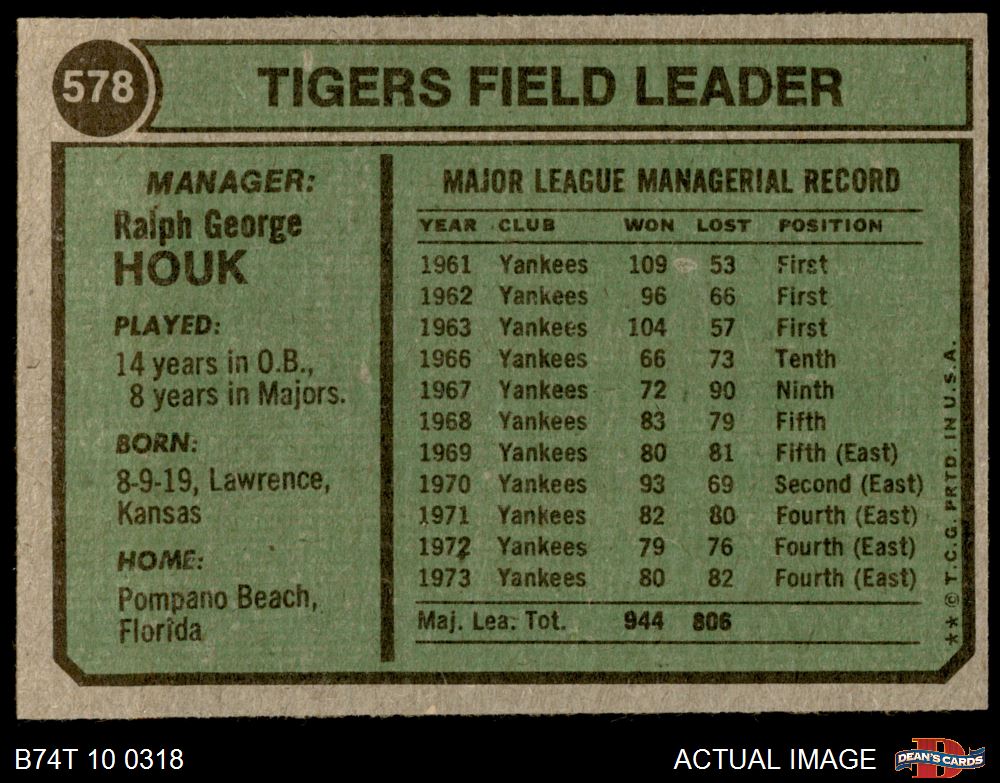 578
TIGERS FIELD LEADER
MANAGER:
Ralph George
HOUK
PLAYED:
14 years in O.B.,
8 years in Majors.
BORN:
8-9-19, Lawrence,
Kansas
HOME:
Pompano Beach,
Florida
MAJOR LEAGUE MANAGERIAL RECORD
YEAR CLUB WON LOST POSITION
1961 Yankees 109 53 First
1962 Yankees 96 66 First
1963 Yankees 104 57 First
1966 Yankees 66 73 Tenth
1967 Yankees 72 90 Ninth
1968 Yankees 83 79 Fifth
1969 Yankees 80 81 Fifth (East)
1970 Yankees 93 69 Second (East)
1971 Yankees 82 80 Fourth (East)
1972 Yankees 79 76 Fourth (East)
1973 Yankees 80 82 Fourth (East)
Maj. Lea. Tot. 944 806
** © T.C.G. PRTD. IN U.S.A.
B74T 10 0318
ACTUAL IMAGE
D
DEAN'S CARDS